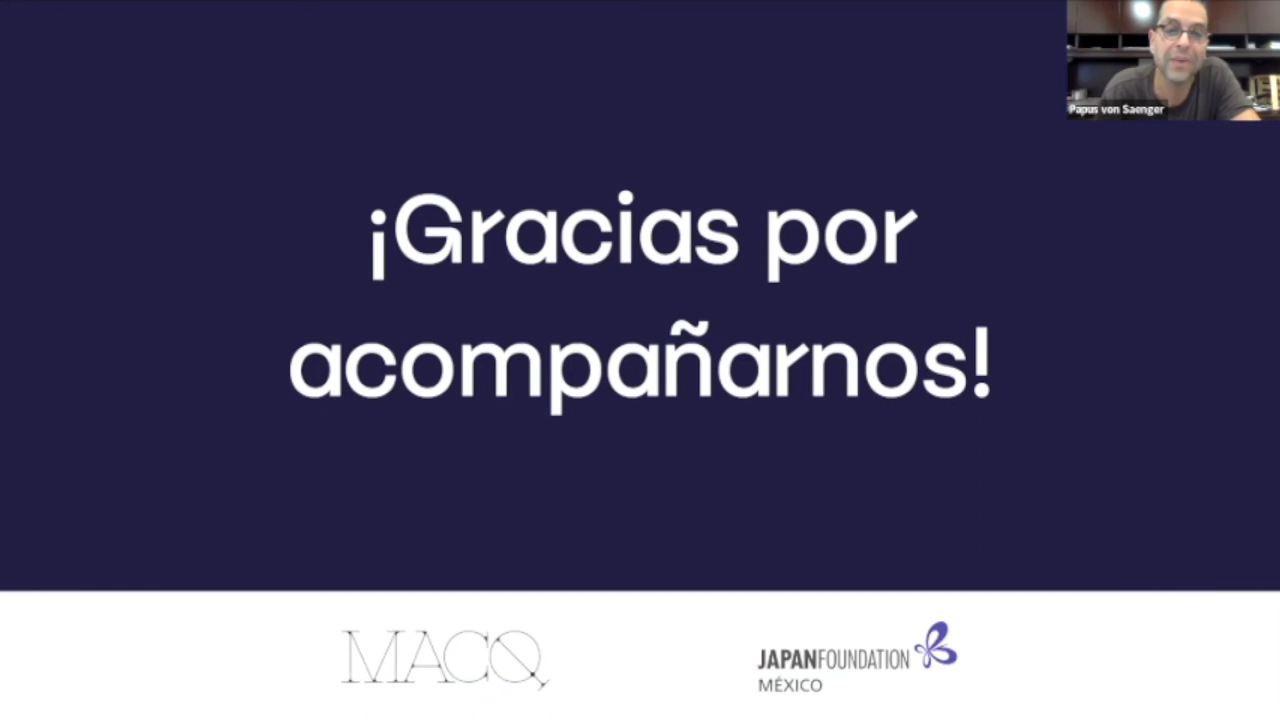 Papus von Saenger
¡Gracias por
acompañarnos!
MACQ
JAPANFOUNDATION
MÉXICO